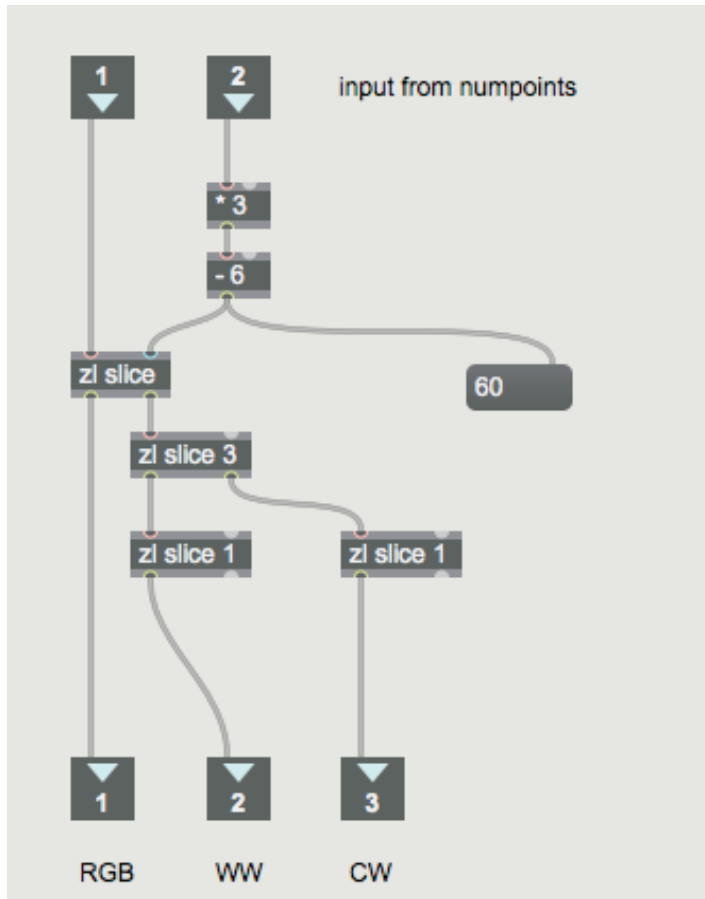 1
2
input from numpoints
* 3
- 6
zl slice
60
zl slice 3
zl slice 1
zl slice 1
1
2
3
RGB
WW
CW